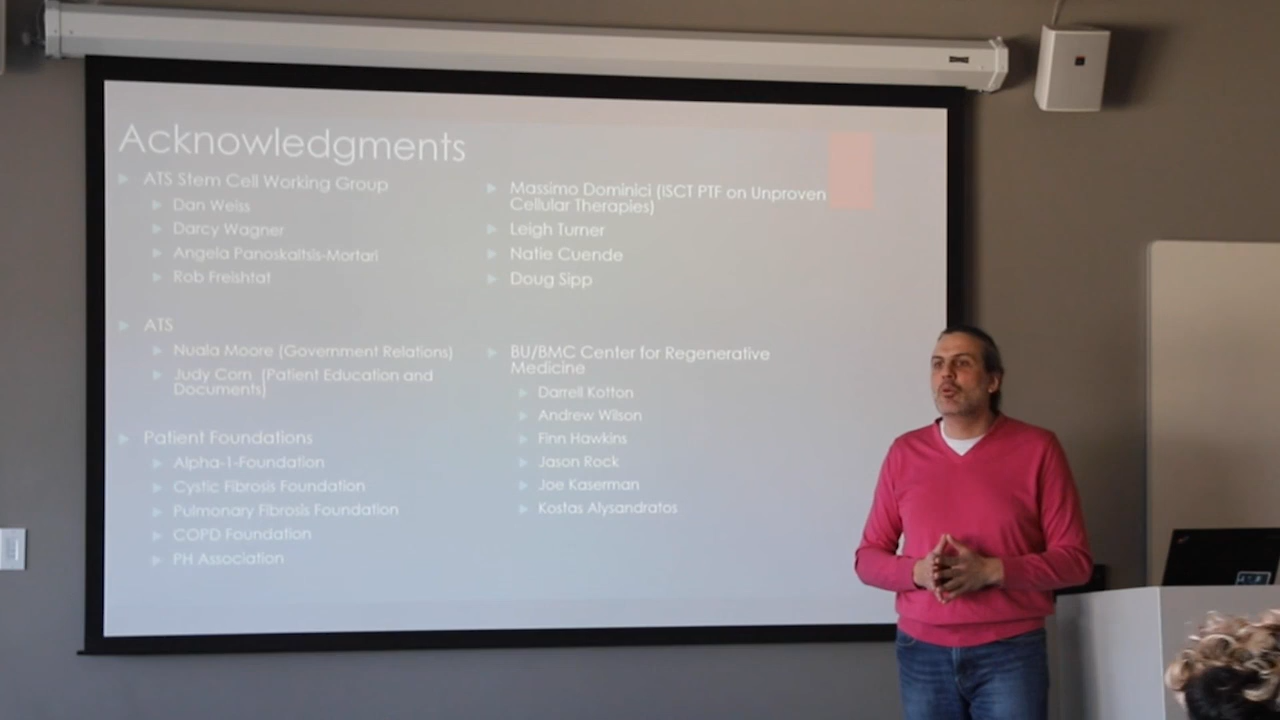 Acknowledgments
ATS Stem Cell Working Group
Dan Weiss
Darcy Wagner
Angela Panoskaltsis-Mortari
Rob Freishtat
ATS
Nuala Moore (Government Relations)
Judy Corn (Patient Education and
Documents)
Patient Foundations
Alpha-1-Foundation
Cystic Fibrosis Foundation
Pulmonary Fibrosis Foundation
COPD Foundation
PH Association
Massimo Dominici (ISCT PTF on Unproven
Cellular Therapies)
Leigh Turner
Natie Cuende
Doug Sipp
BU/BMC Center for Regenerative
Medicine
Darrell Kotton
Andrew Wilson
Finn Hawkins
Jason Rock
Joe Kaserman
Kostas Alysandratos